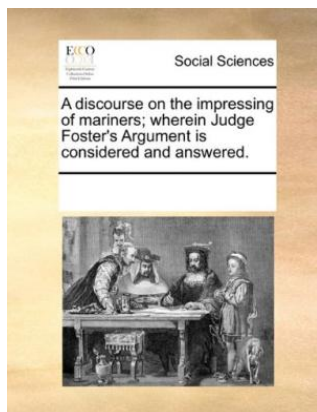 ECCO
Social Sciences
A discourse on the impressing
of mariners; wherein Judge
Foster's Argument is
considered and answered.